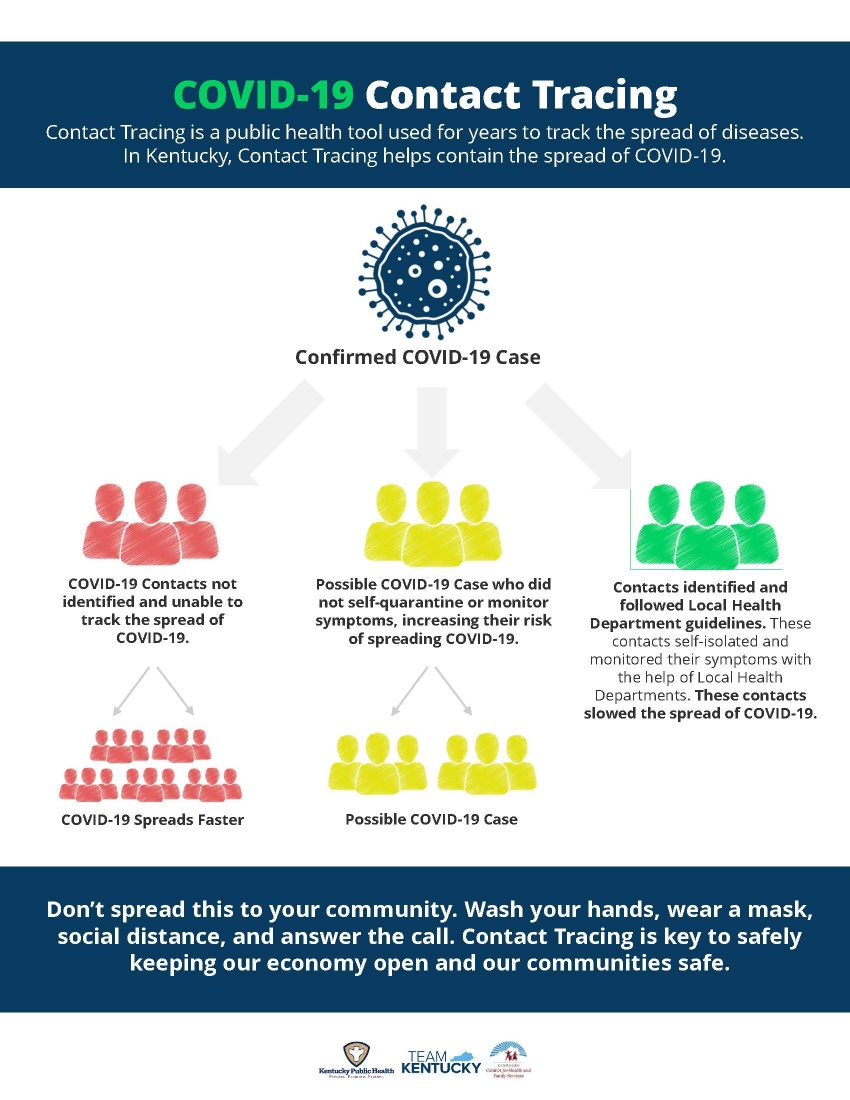 COVID-19 Contact Tracing
Contact Tracing is a public health tool used for years to track the spread of diseases.
In Kentucky, Contact Tracing helps contain the spread of COVID-19.
Confirmed COVID-19 Case
COVID-19 Contacts not
identified and unable to
track the spread of
COVID-19.
Possible COVID-19 Case who did
not self-quarantine or monitor
symptoms, increasing their risk
of spreading COVID-19.
Contacts identified and
followed Local Health
Department guidelines. These
contacts self-isolated and
monitored their symptoms with
the help of Local Health
Departments. These contacts
slowed the spread of COVID-19.
COVID-19 Spreads Faster
Possible COVID-19 Case
Don’t spread this to your community. Wash your hands, wear a mask,
social distance, and answer the call. Contact Tracing is key to safely
keeping our economy open and our communities safe.
Kentucky Public Health
TEAM
KENTUCKY
KENTUCKY
Cabinet for Health and
Family Services